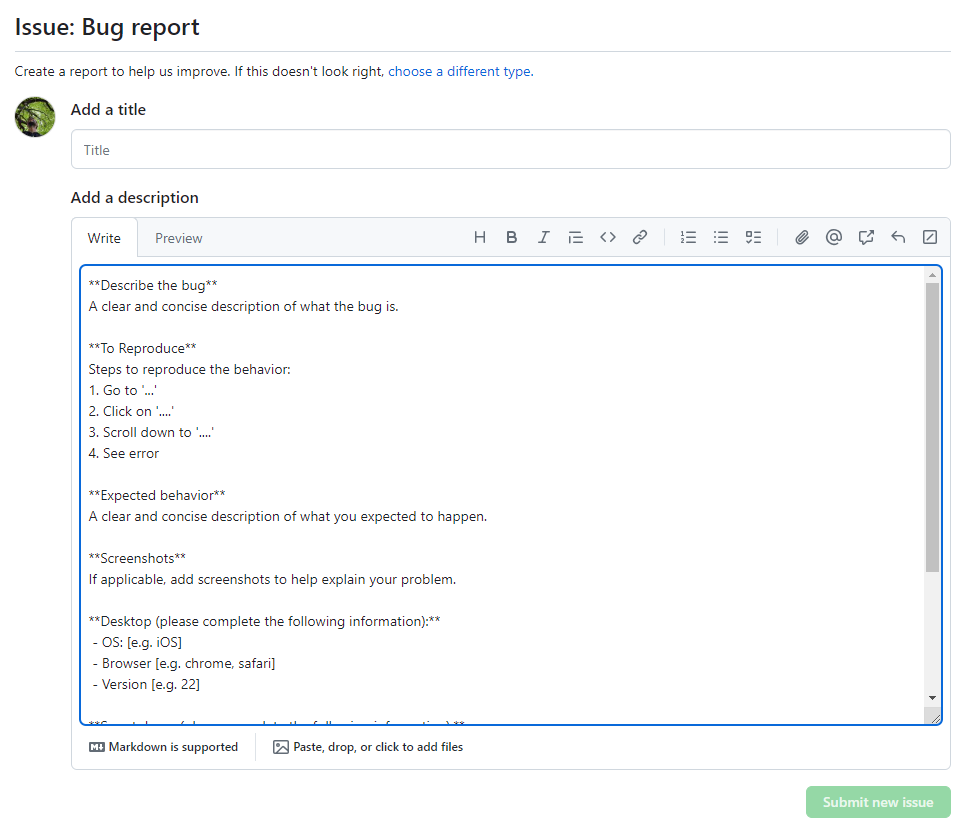 Issue: Bug report
Create a report to help us improve. If this doesn't look right, choose a different type.
Add a title
Title
Add a description
Write
Preview
**Describe the bug**
A clear and concise description of what the bug is.
**To Reproduce**
Steps to reproduce the behavior:
1. Go to '...'
2. Click on '....'
3. Scroll down to '....'
4. See error
**Expected behavior**
A clear and concise description of what you expected to happen.
**Screenshots**
If applicable, add screenshots to help explain your problem.
**Desktop (please complete the following information):**
- OS: [e.g. iOS]
- Browser [e.g. chrome, safari]
- Version [e.g. 22]
Markdown is supported
Paste, drop, or click to add files
Submit new issue